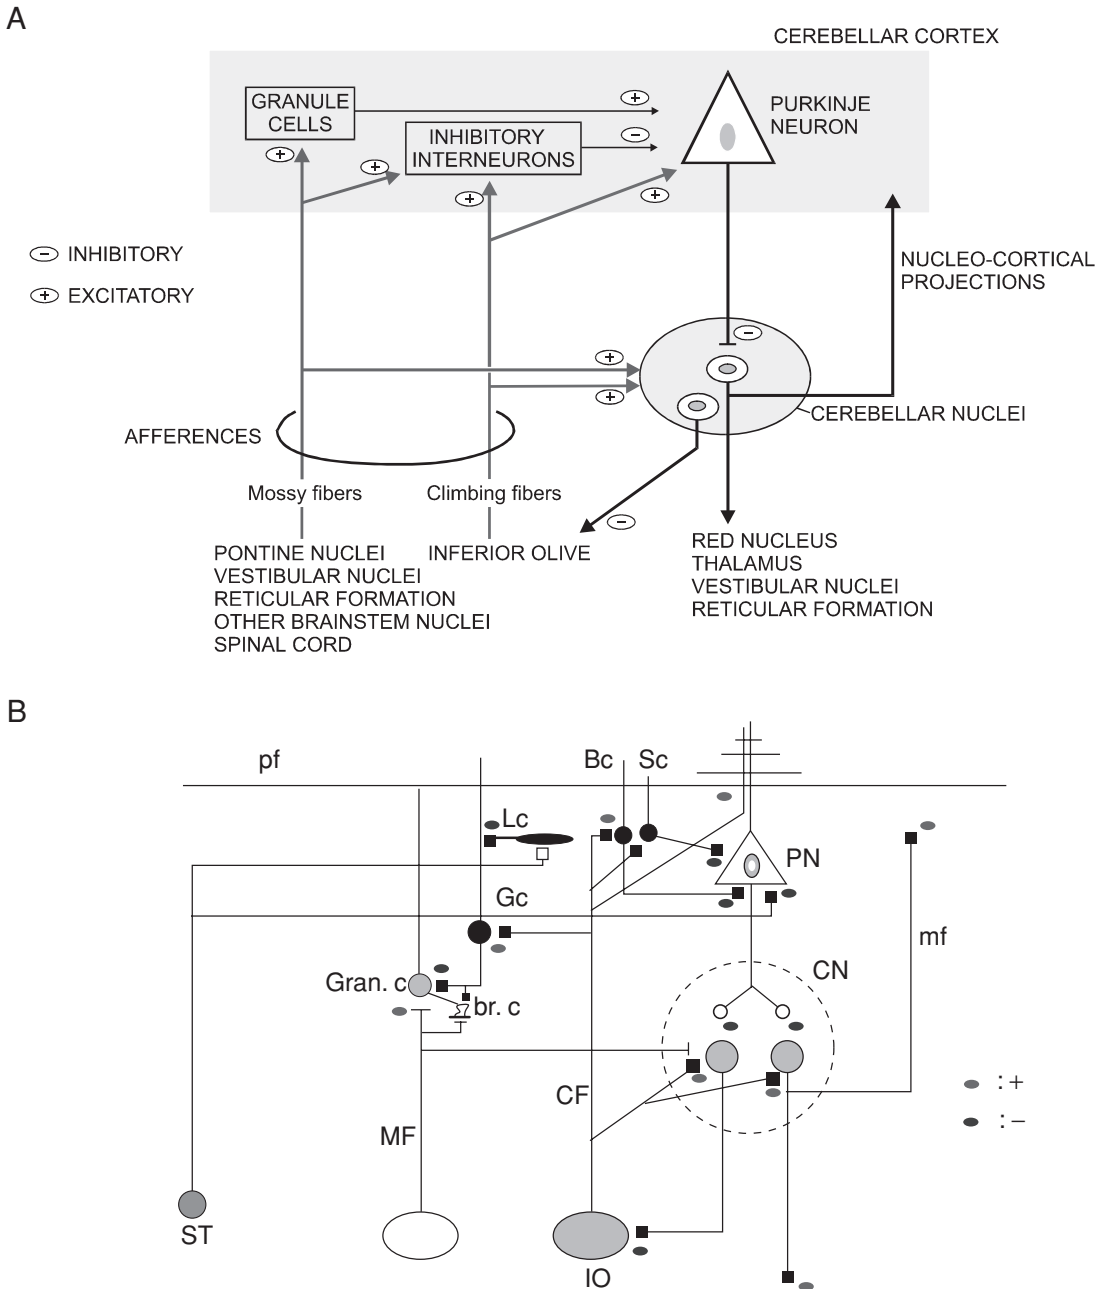 A
CEREBELLAR CORTEX
GRANULE
CELLS
+
PURKINJE
NEURON
INHIBITORY
INTERNEURONS
−
+
+
+
+
− INHIBITORY
+ EXCITATORY
NUCLEO-CORTICAL
PROJECTIONS
−
+
+
CEREBELLAR NUCLEI
AFFERENCES
Mossy fibers
Climbing fibers
−
PONTINE NUCLEI
VESTIBULAR NUCLEI
RETICULAR FORMATION
OTHER BRAINSTEM NUCLEI
SPINAL CORD
INFERIOR OLIVE
RED NUCLEUS
THALAMUS
VESTIBULAR NUCLEI
RETICULAR FORMATION
B
pf
Bc
Sc
Lc
PN
Gc
mf
CN
Gran. c
br. c
CF
: +
: −
MF
ST
IO